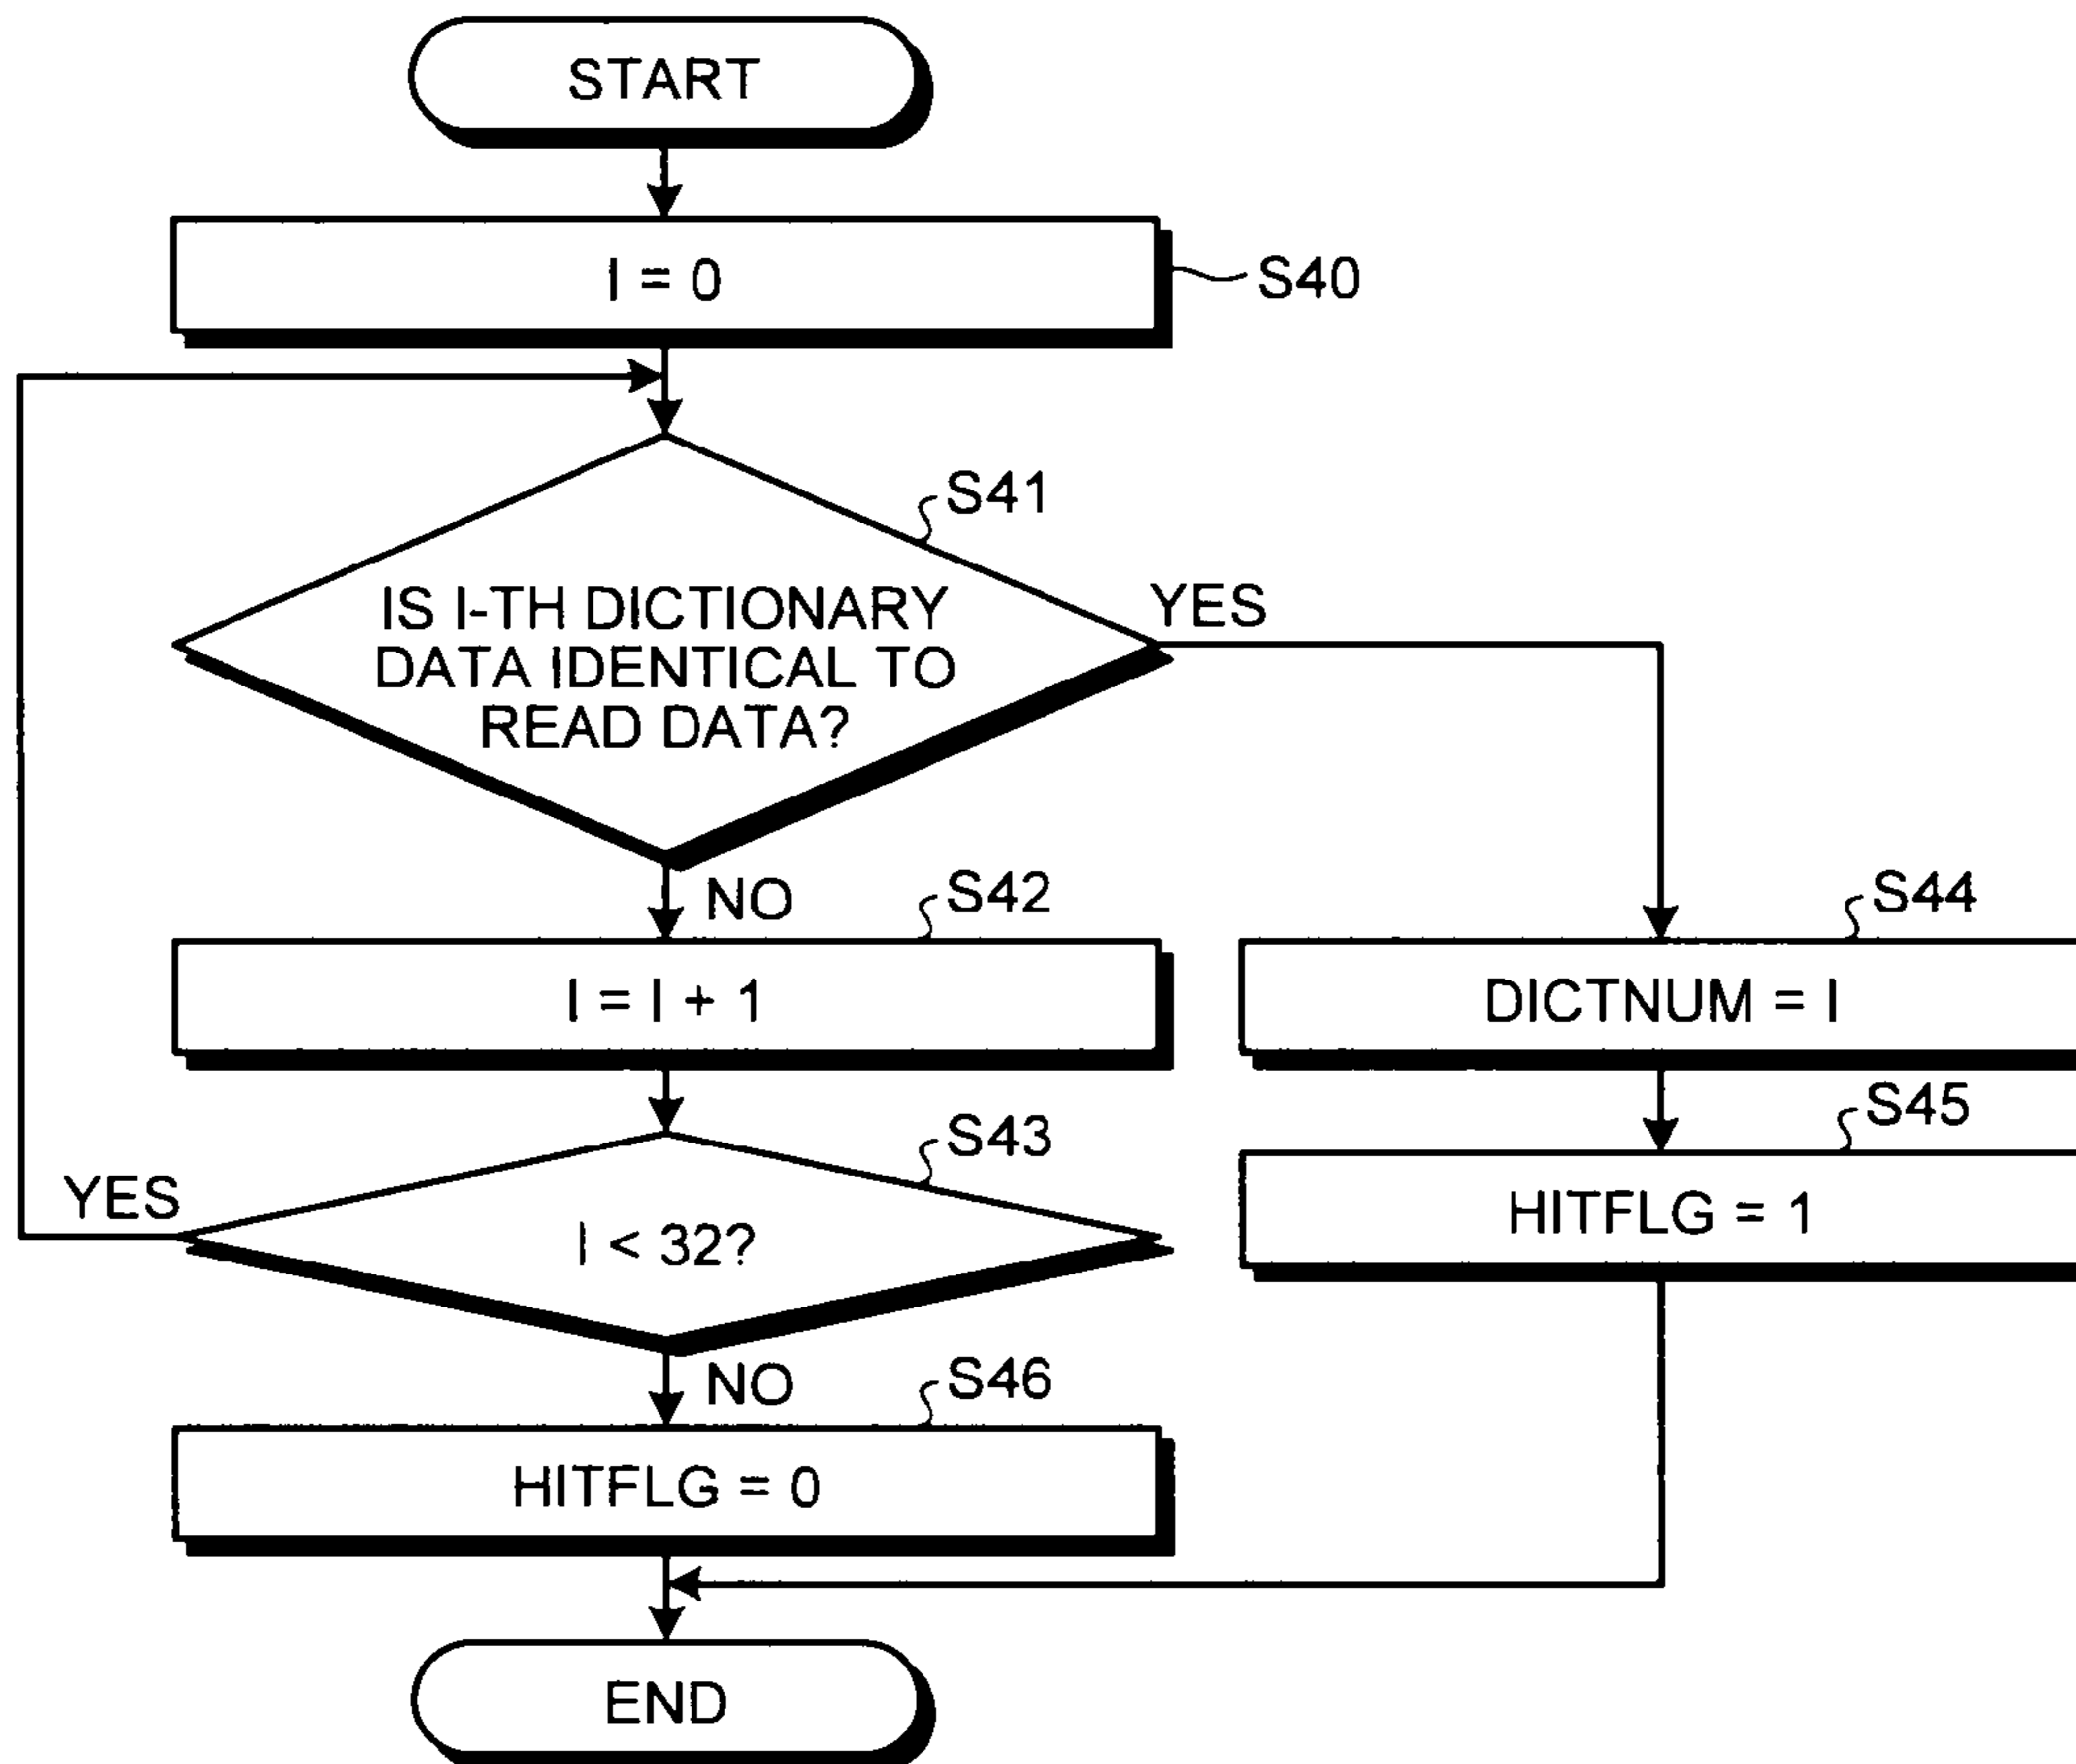 START
I = 0
S40
S41
IS I-TH DICTIONARY
DATA IDENTICAL TO
READ DATA?
YES
NO
S42
I = I + 1
S44
DICTNUM = I
S43
I < 32?
YES
S45
HITFLG = 1
NO
S46
HITFLG = 0
END